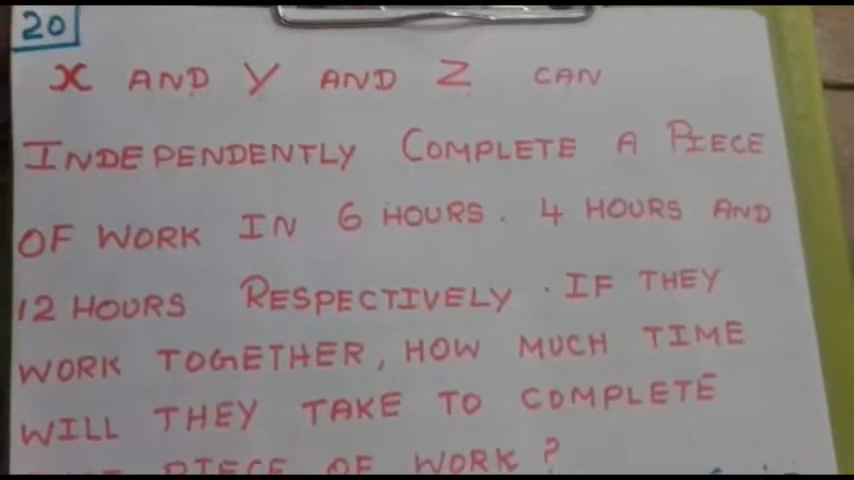 20
X AND Y AND Z CAN
INDEPENDENTLY COMPLETE A PIECE
OF WORK IN 6 HOURS. 4 HOURS AND
12 HOURS RESPECTIVELY. IF THEY
WORK TOGETHER, HOW MUCH TIME
WILL THEY TAKE TO COMPLETE
PIECE OF WORK?